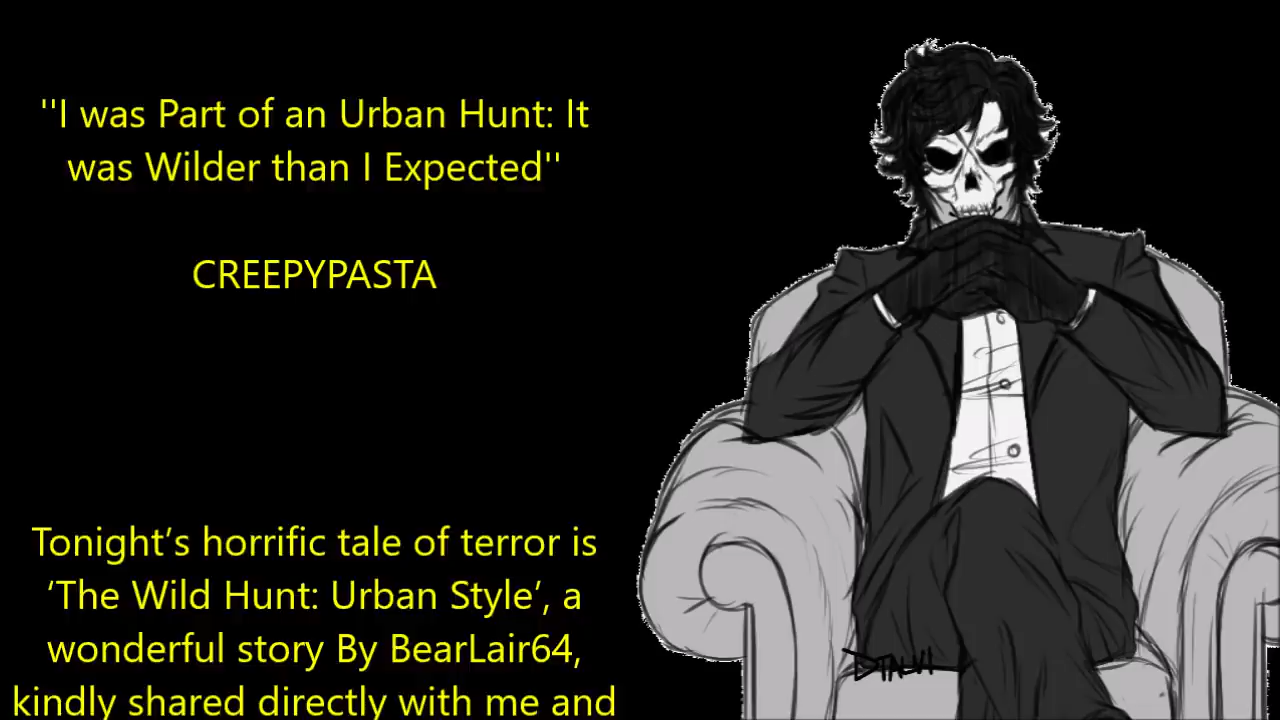 ''I was Part of an Urban Hunt: It
was Wilder than I Expected''
CREEPYPASTA
Tonight’s horrific tale of terror is
‘The Wild Hunt: Urban Style’, a
wonderful story By BearLair64,
kindly shared directly with me and